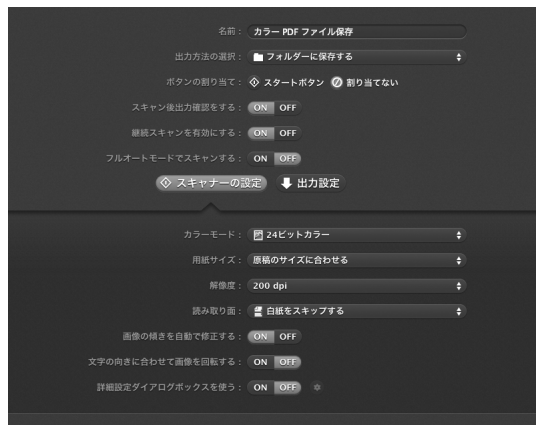 名前： カラー PDF ファイル保存
出力方法の選択： フォルダーに保存する
ボタンの割り当て： スタートボタン 割り当てない
スキャン後出力確認をする： ON OFF
継続スキャンを有効にする： ON OFF
フルオートモードでスキャンする： ON OFF
スキャナーの設定 出力設定
カラーモード： 24ビットカラー
用紙サイズ： 原稿のサイズに合わせる
解像度： 200 dpi
読み取り面： 白紙をスキップする
画像の傾きを自動で修正する： ON OFF
文字の向きに合わせて画像を回転する： ON OFF
詳細設定ダイアログボックスを使う： ON OFF